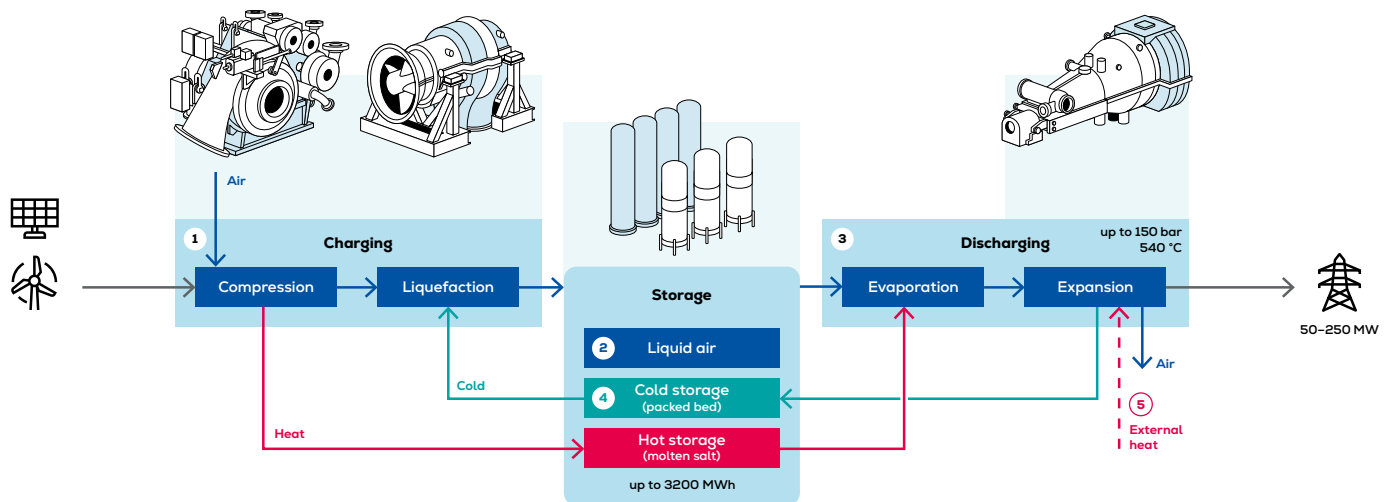 Air
1
Charging
Compression
Liquefaction
Storage
3
Discharging
up to 150 bar
540 °C
Evaporation
Expansion
50–250 MW
2
Liquid air
Cold
4
Cold storage
(packed bed)
Air
5
External
heat
Heat
Hot storage
(molten salt)
up to 3200 MWh